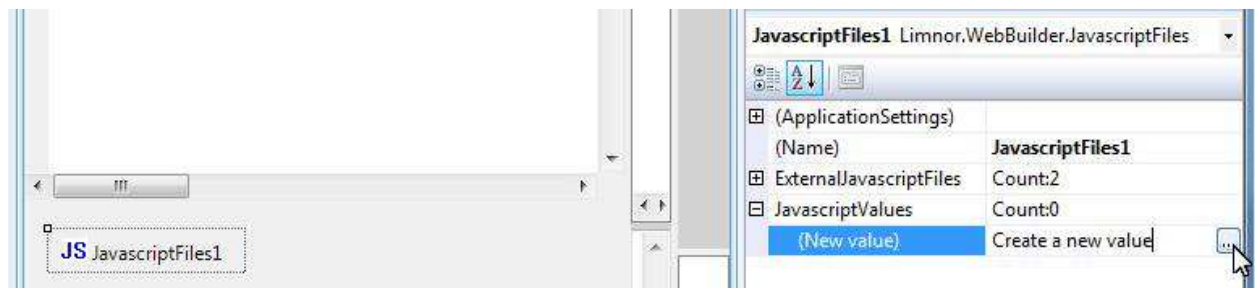 JavascriptFiles1 Limnor.WebBuilder.JavascriptFiles
(ApplicationSettings)
(Name) JavascriptFiles1
ExternalJavascriptFiles Count:2
JavascriptValues Count:0
(New value) Create a new value ...
JS JavascriptFiles1